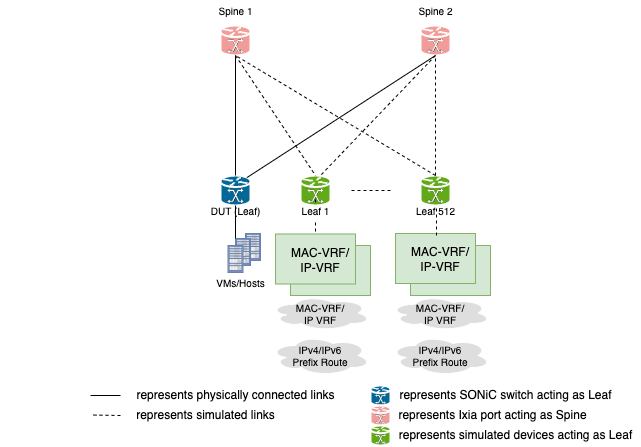 Spine 1
Spine 2
DUT (Leaf)
Leaf 1
Leaf 512
VMs/Hosts
MAC-VRF/
IP-VRF
MAC-VRF/
IP-VRF
MAC-VRF/
IP VRF
MAC-VRF/
IP VRF
IPv4/IPv6
Prefix Route
IPv4/IPv6
Prefix Route
represents physically connected links
represents simulated links
represents SONiC switch acting as Leaf
represents Ixia port acting as Spine
represents simulated devices acting as Leaf